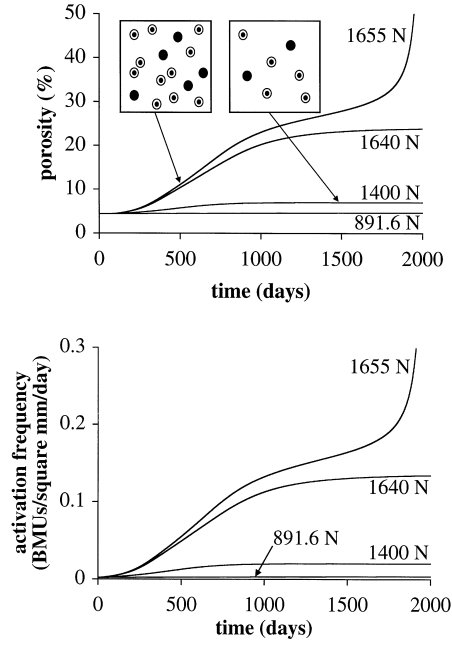 50
40
30
20
10
0
porosity (%)
1655 N
1640 N
1400 N
891.6 N
0 500 1000 1500 2000
time (days)
0.3
0.2
0.1
0
activation frequency
(BMUs/square mm/day)
1655 N
1640 N
891.6 N
1400 N
0 500 1000 1500 2000
time (days)